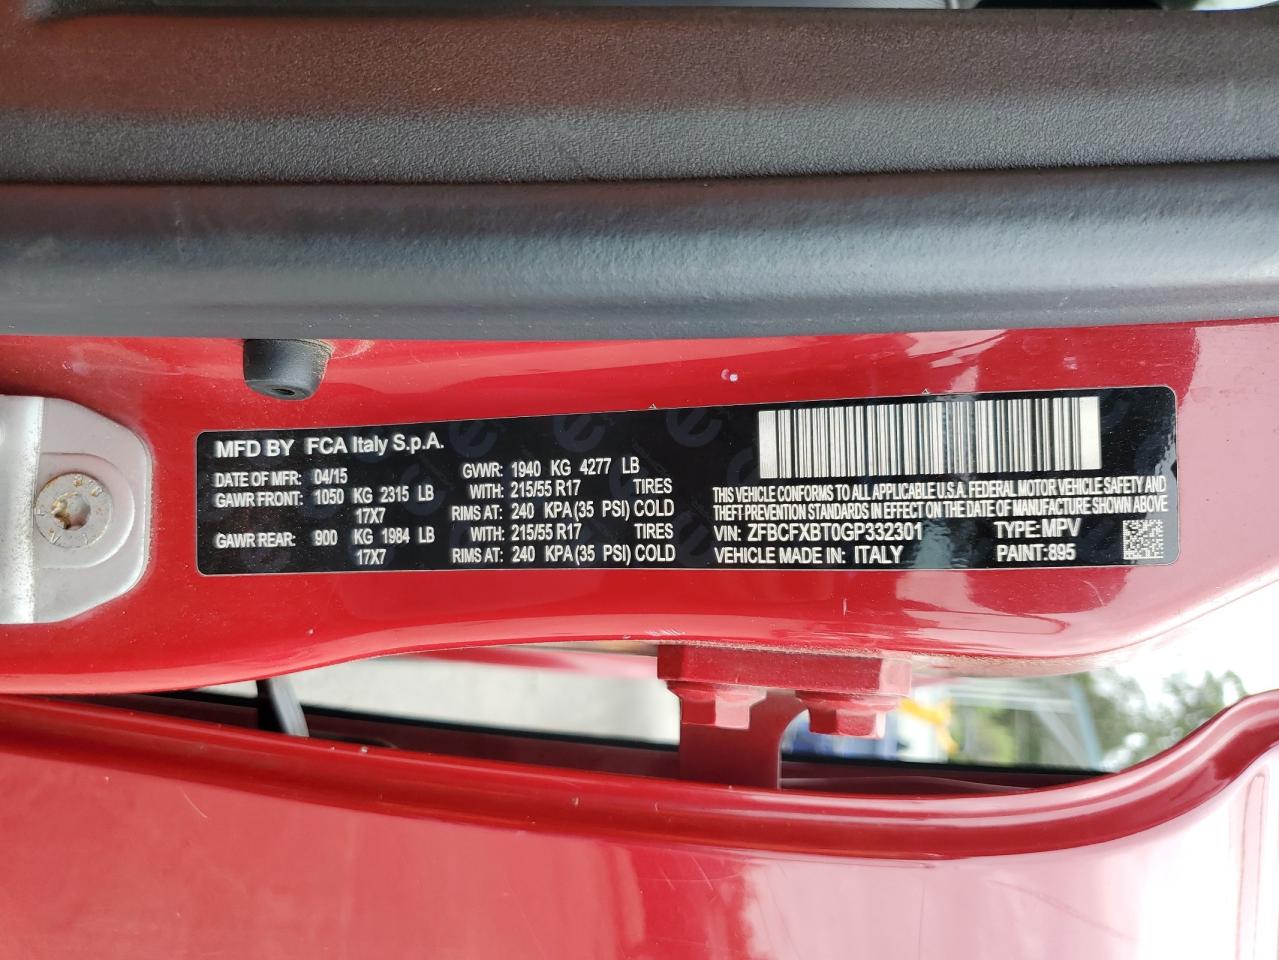 MFD BY FCA Italy S.p.A.
DATE OF MFR: 04/15 GVWR: 1940 KG 4277 LB
GAWR FRONT: 1050 KG 2315 LB WITH: 215/55 R17 TIRES
17X7 RIMS AT: 240 KPA (35 PSI) COLD
GAWR REAR: 900 KG 1984 LB WITH: 215/55 R17 TIRES
17X7 RIMS AT: 240 KPA (35 PSI) COLD
THIS VEHICLE CONFORMS TO ALL APPLICABLE U.S.A. FEDERAL MOTOR VEHICLE SAFETY AND
THEFT PREVENTION STANDARDS IN EFFECT ON THE DATE OF MANUFACTURE SHOWN ABOVE
VIN: ZFBCFXBT0GP332301 TYPE: MPV
VEHICLE MADE IN: ITALY PAINT: 895